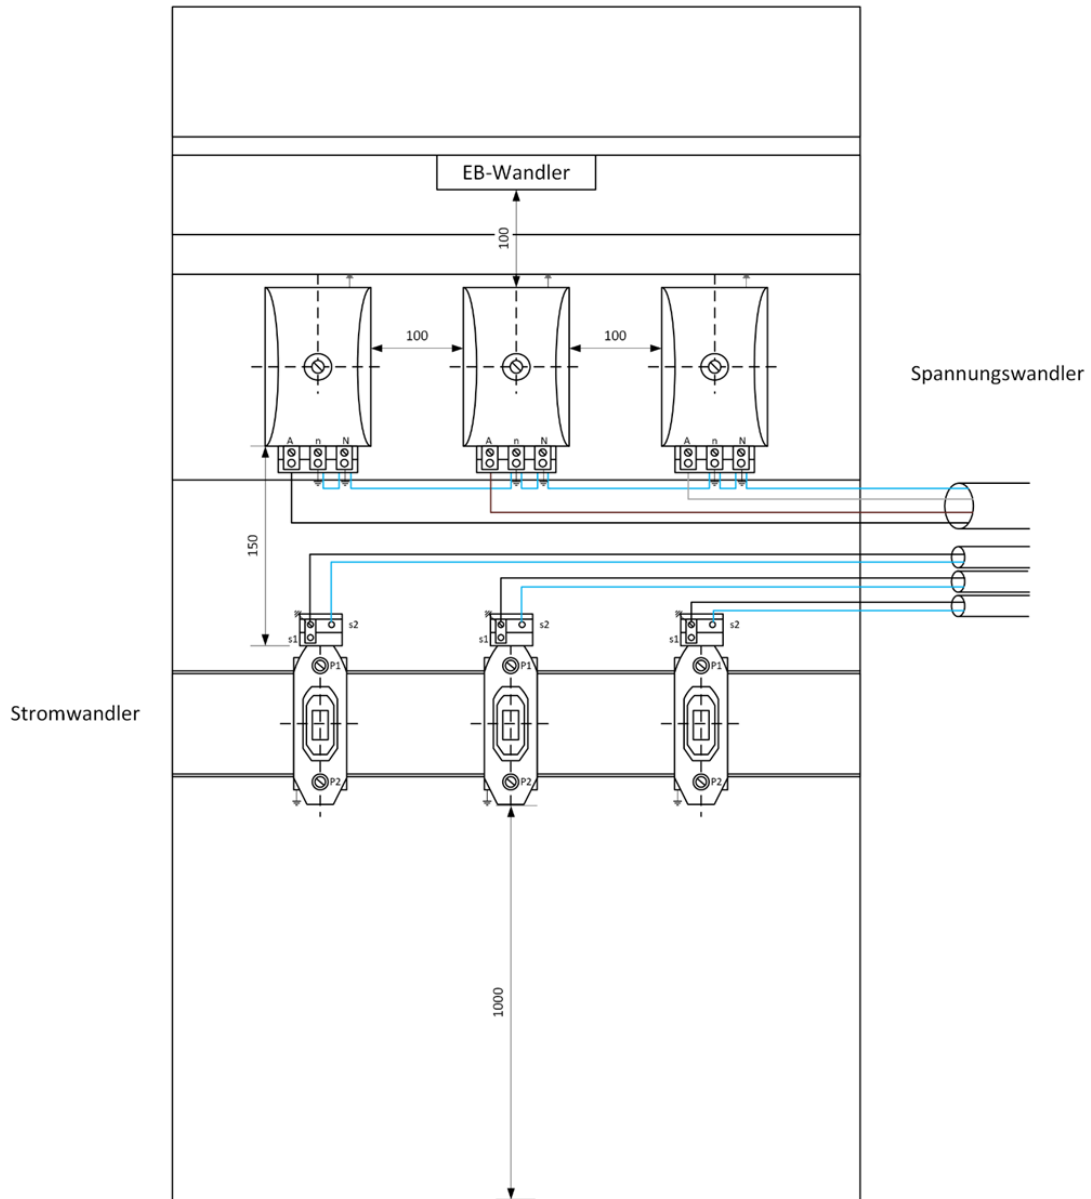 EB-Wandler
100
100
100
Spannungswandler
A n N
A n N
A n N
150
s1 s2
s1 s2
s1 s2
P1
P1
P1
Stromwandler
P2
P2
P2
1000